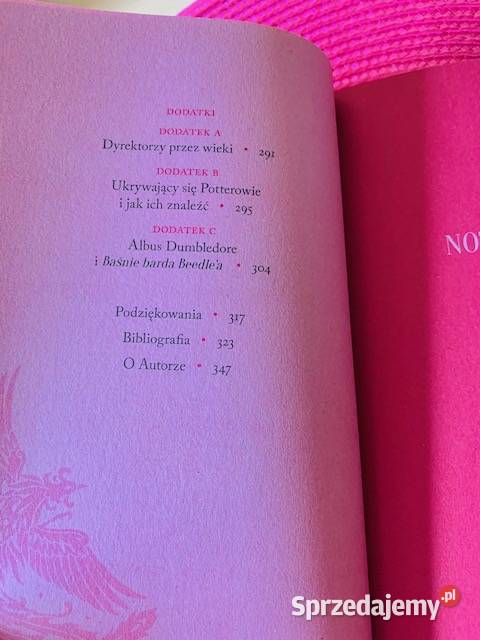 DODATKI
DODATEK A
Dyrektorzy przez wieki • 291
DODATEK B
Ukrywający się Potterowie
i jak ich znaleźć • 295
DODATEK C
Albus Dumbledore
i Baśnie barda Beedle'a • 304
Podziękowania • 317
Bibliografia • 323
O Autorze • 347
NO
Sprzedajemy.pl